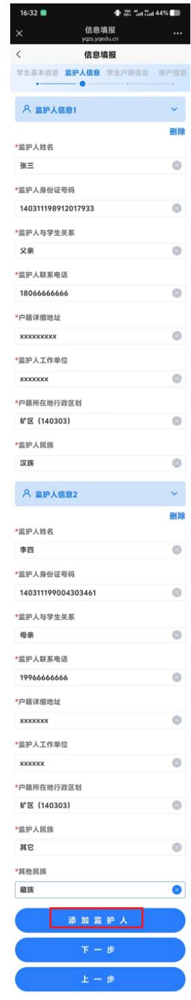 16:32 150 KB/s 4G 5G 44%
信息填报
yqzs.yqedu.cn
信息填报
学生基本信息 监护人信息 学生户籍信息 房产信息
监护人信息1
删除
*监护人姓名
张三
*监护人身份证号码
140311198912017933
*监护人与学生关系
父亲
*监护人联系电话
18066666666
*户籍详细地址
xxxxxxxxx
*监护人工作单位
xxxxxxx
*户籍所在地行政区划
矿区（140303）
*监护人民族
汉族
监护人信息2
删除
*监护人姓名
李四
*监护人身份证号码
140311199004303461
*监护人与学生关系
母亲
*监护人联系电话
19966666666
*户籍详细地址
xxxxxxx
*监护人工作单位
xxxxxx
*户籍所在地行政区划
矿区（140303）
*监护人民族
其它
*其他民族
藏族
添加监护人
下一步
上一步